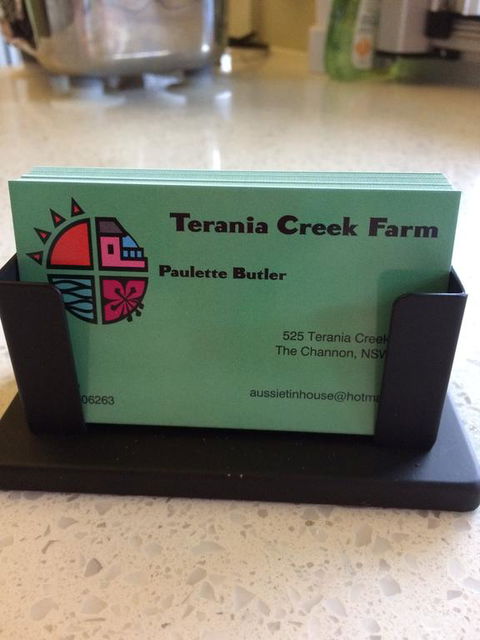 Terania Creek Farm
Paulette Butler
525 Terania Creek
The Channon, NSW
aussietinhouse@hotma
06263